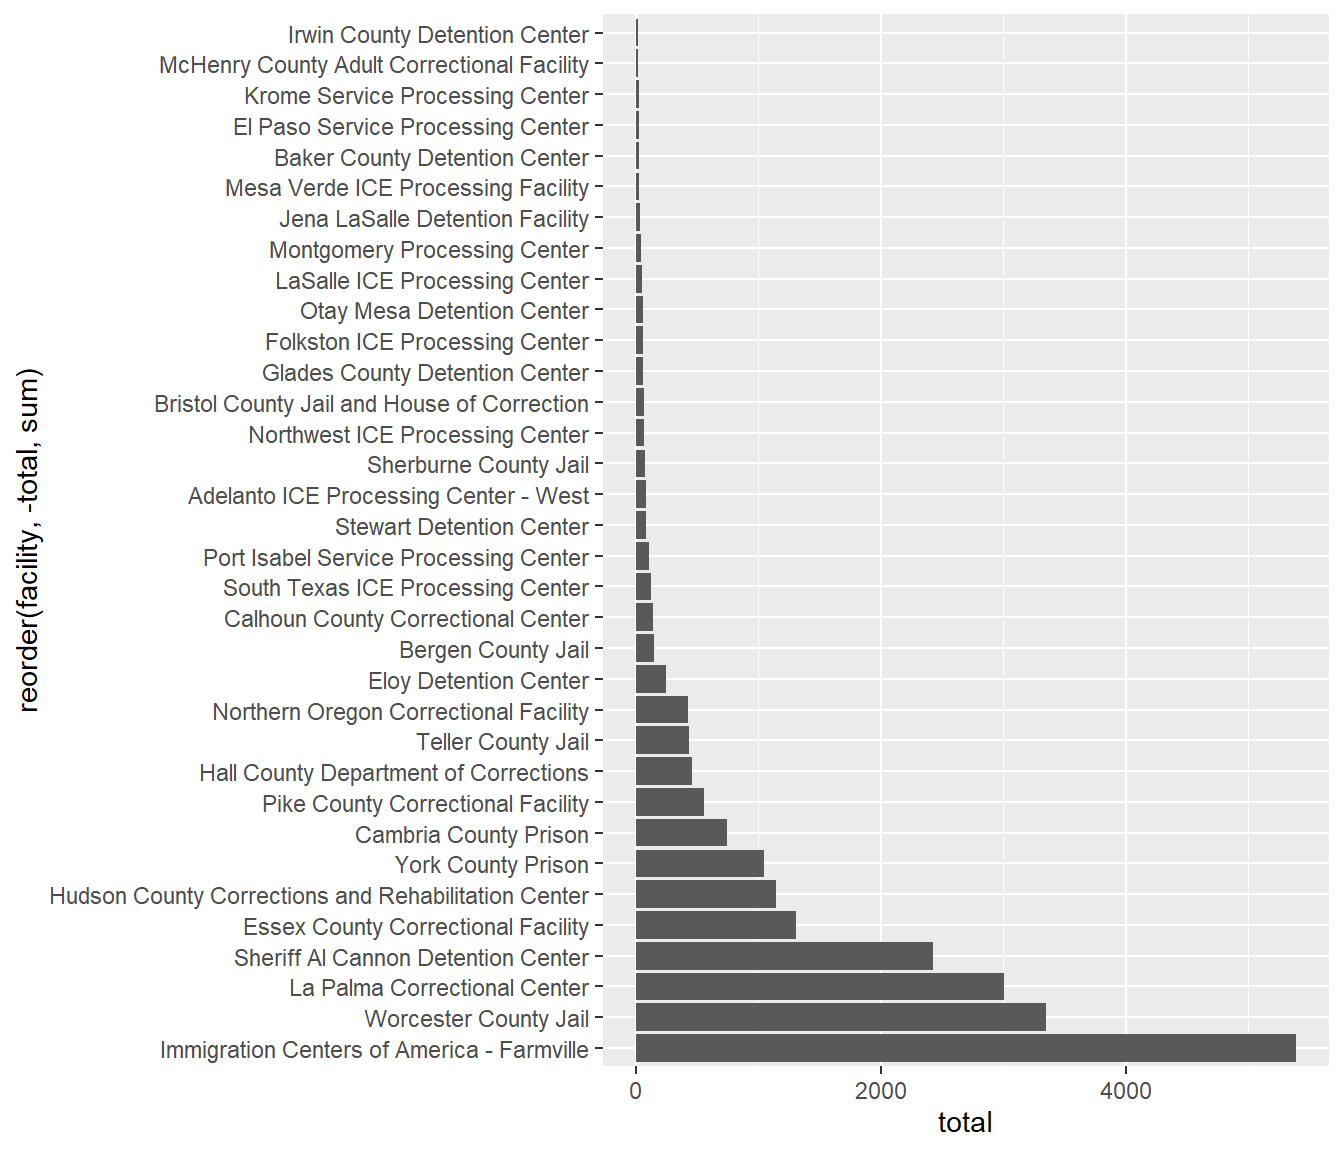 Irwin County Detention Center
McHenry County Adult Correctional Facility
Krome Service Processing Center
El Paso Service Processing Center
Baker County Detention Center
Mesa Verde ICE Processing Facility
Jena LaSalle Detention Facility
Montgomery Processing Center
LaSalle ICE Processing Center
Otay Mesa Detention Center
Folkston ICE Processing Center
Glades County Detention Center
Bristol County Jail and House of Correction
Northwest ICE Processing Center
Sherburne County Jail
Adelanto ICE Processing Center - West
Stewart Detention Center
Port Isabel Service Processing Center
South Texas ICE Processing Center
Calhoun County Correctional Center
Bergen County Jail
Eloy Detention Center
Northern Oregon Correctional Facility
Teller County Jail
Hall County Department of Corrections
Pike County Correctional Facility
Cambria County Prison
York County Prison
Hudson County Corrections and Rehabilitation Center
Essex County Correctional Facility
Sheriff Al Cannon Detention Center
La Palma Correctional Center
Worcester County Jail
Immigration Centers of America - Farmville
reorder(facility, -total, sum)
0 2000 4000
total